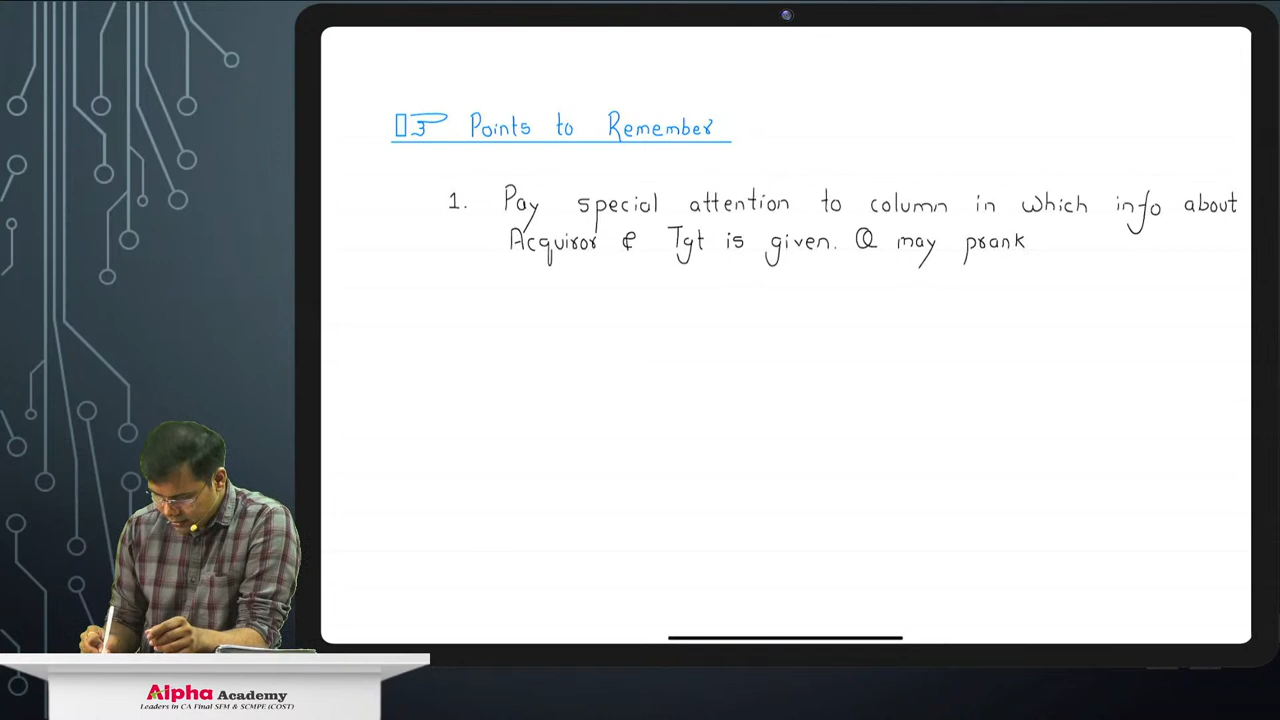 Points to Remember
1. Pay special attention to column in which info about
Acquiror & Tgt is given. Q may prank
Alpha Academy
Leaders in CA Final SFM & SCMPE (COST)